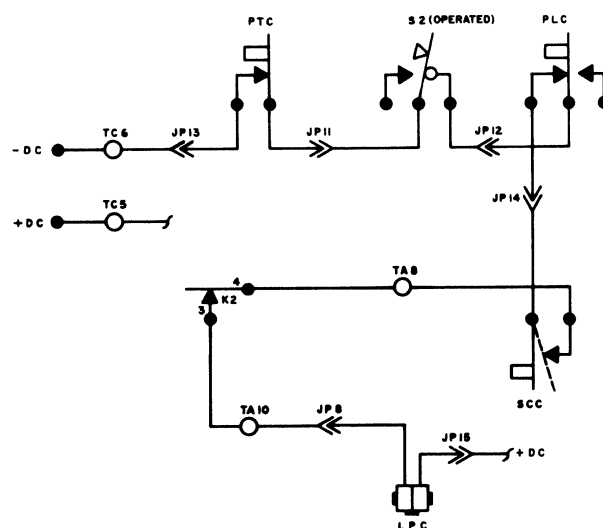 PTC
S2 (OPERATED)
PLC
-DC
TC6
JP13
JP11
JP12
+DC
TC5
JP14
4
TA8
3
K2
SCC
TA10
JP8
JP15
+DC
LPC